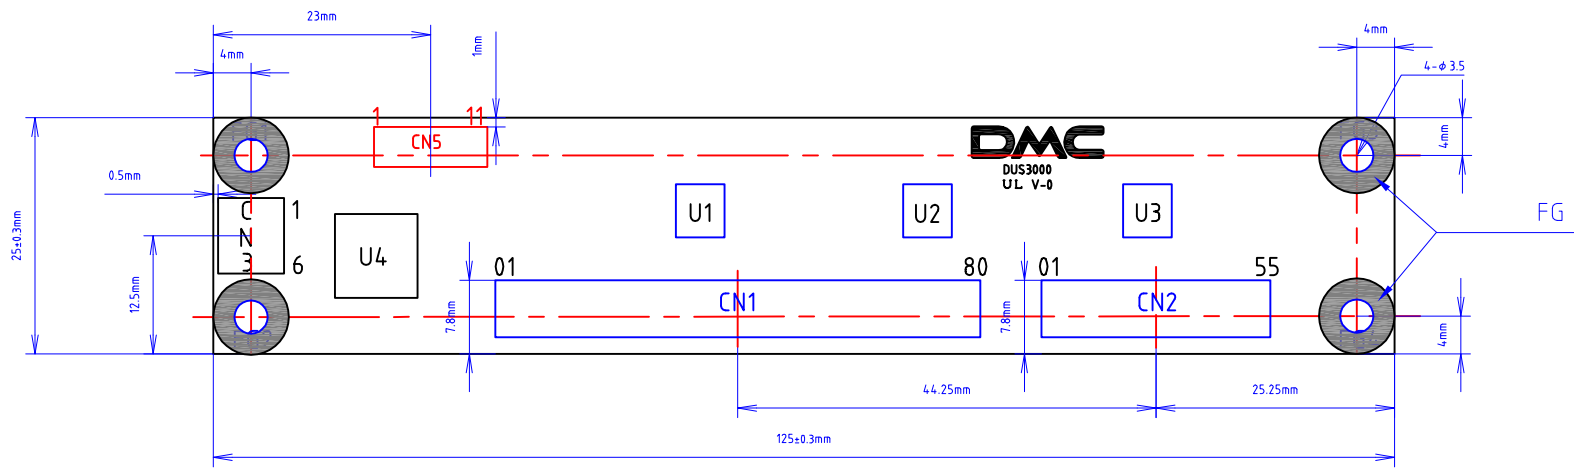 23mm
4mm
1mm
4mm
4-φ3.5
1
11
CN5
DMC
DUS3000
UL V-0
4mm
0.5mm
C
N
3
1
6
U4
U1
U2
U3
FG
25±0.3mm
12.5mm
01
80
01
55
CN1
CN2
7.8mm
7.8mm
4mm
44.25mm
25.25mm
125±0.3mm